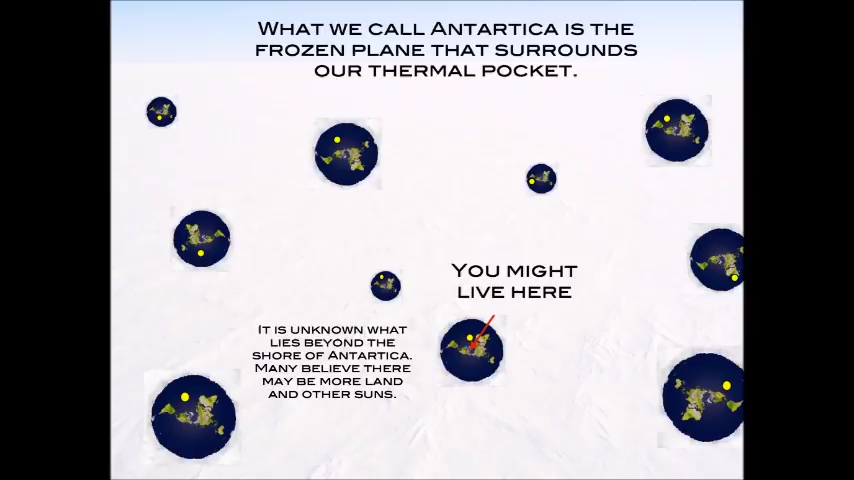 What we call Antartica is the
frozen plane that surrounds
our thermal pocket.
You might
live here
It is unknown what
lies beyond the
shore of Antartica.
Many believe there
may be more land
and other suns.